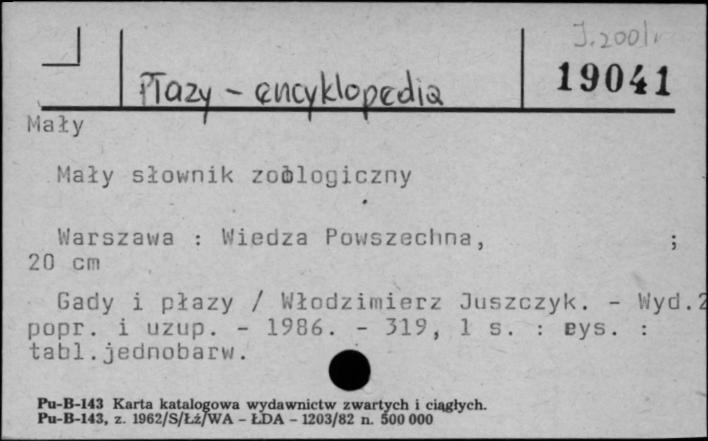 J.2001r
19041
Płazy - encyklopedia
Mały
Mały słownik zoologiczny
Warszawa : Wiedza Powszechna, ;
20 cm
Gady i płazy / Włodzimierz Juszczyk. - Wyd.2
popr. i uzup. - 1986. - 319, 1 s. : rys. :
tabl.jednobarw.
Pu-B-143 Karta katalogowa wydawnictw zwartych i ciągłych.
Pu-B-143, z. 1962/S/Łź/WA - ŁDA - 1203/82 n. 500 000